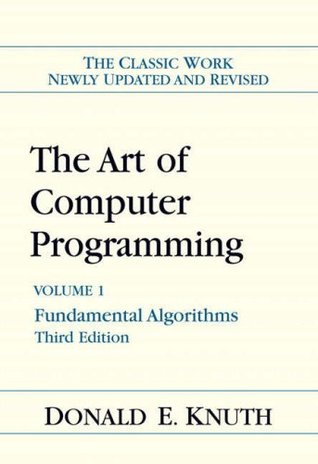 THE CLASSIC WORK
NEWLY UPDATED AND REVISED
The Art of
Computer
Programming
VOLUME 1
Fundamental Algorithms
Third Edition
DONALD E. KNUTH